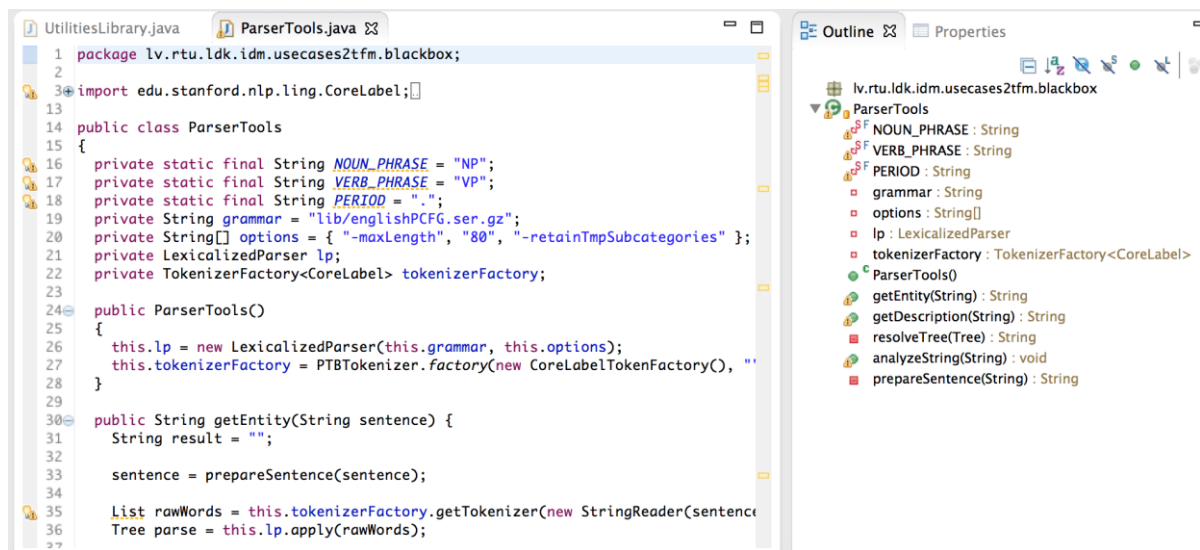 UtilitiesLibrary.java
ParserTools.java
1 package lv.rtu.ldk.idm.usecases2tfm.blackbox;
2
3 import edu.stanford.nlp.ling.CoreLabel;
13
14 public class ParserTools
15 {
16 private static final String NOUN_PHRASE = "NP";
17 private static final String VERB_PHRASE = "VP";
18 private static final String PERIOD = ".";
19 private String grammar = "lib/englishPCFG.ser.gz";
20 private String[] options = { "-maxLength", "80", "-retainTmpSubcategories" };
21 private LexicalizedParser lp;
22 private TokenizerFactory<CoreLabel> tokenizerFactory;
23
24 public ParserTools()
25 {
26 this.lp = new LexicalizedParser(this.grammar, this.options);
27 this.tokenizerFactory = PTBTokenizer.factory(new CoreLabelTokenFactory(), "'
28 }
29
30 public String getEntity(String sentence) {
31 String result = "";
32
33 sentence = prepareSentence(sentence);
34
35 List rawWords = this.tokenizerFactory.getTokenizer(new StringReader(sentence
36 Tree parse = this.lp.apply(rawWords);
37
Outline
Properties
lv.rtu.ldk.idm.usecases2tfm.blackbox
ParserTools
NOUN_PHRASE : String
VERB_PHRASE : String
PERIOD : String
grammar : String
options : String[]
lp : LexicalizedParser
tokenizerFactory : TokenizerFactory<CoreLabel>
ParserTools()
getEntity(String) : String
getDescription(String) : String
resolveTree(Tree) : String
analyzeString(String) : void
prepareSentence(String) : String